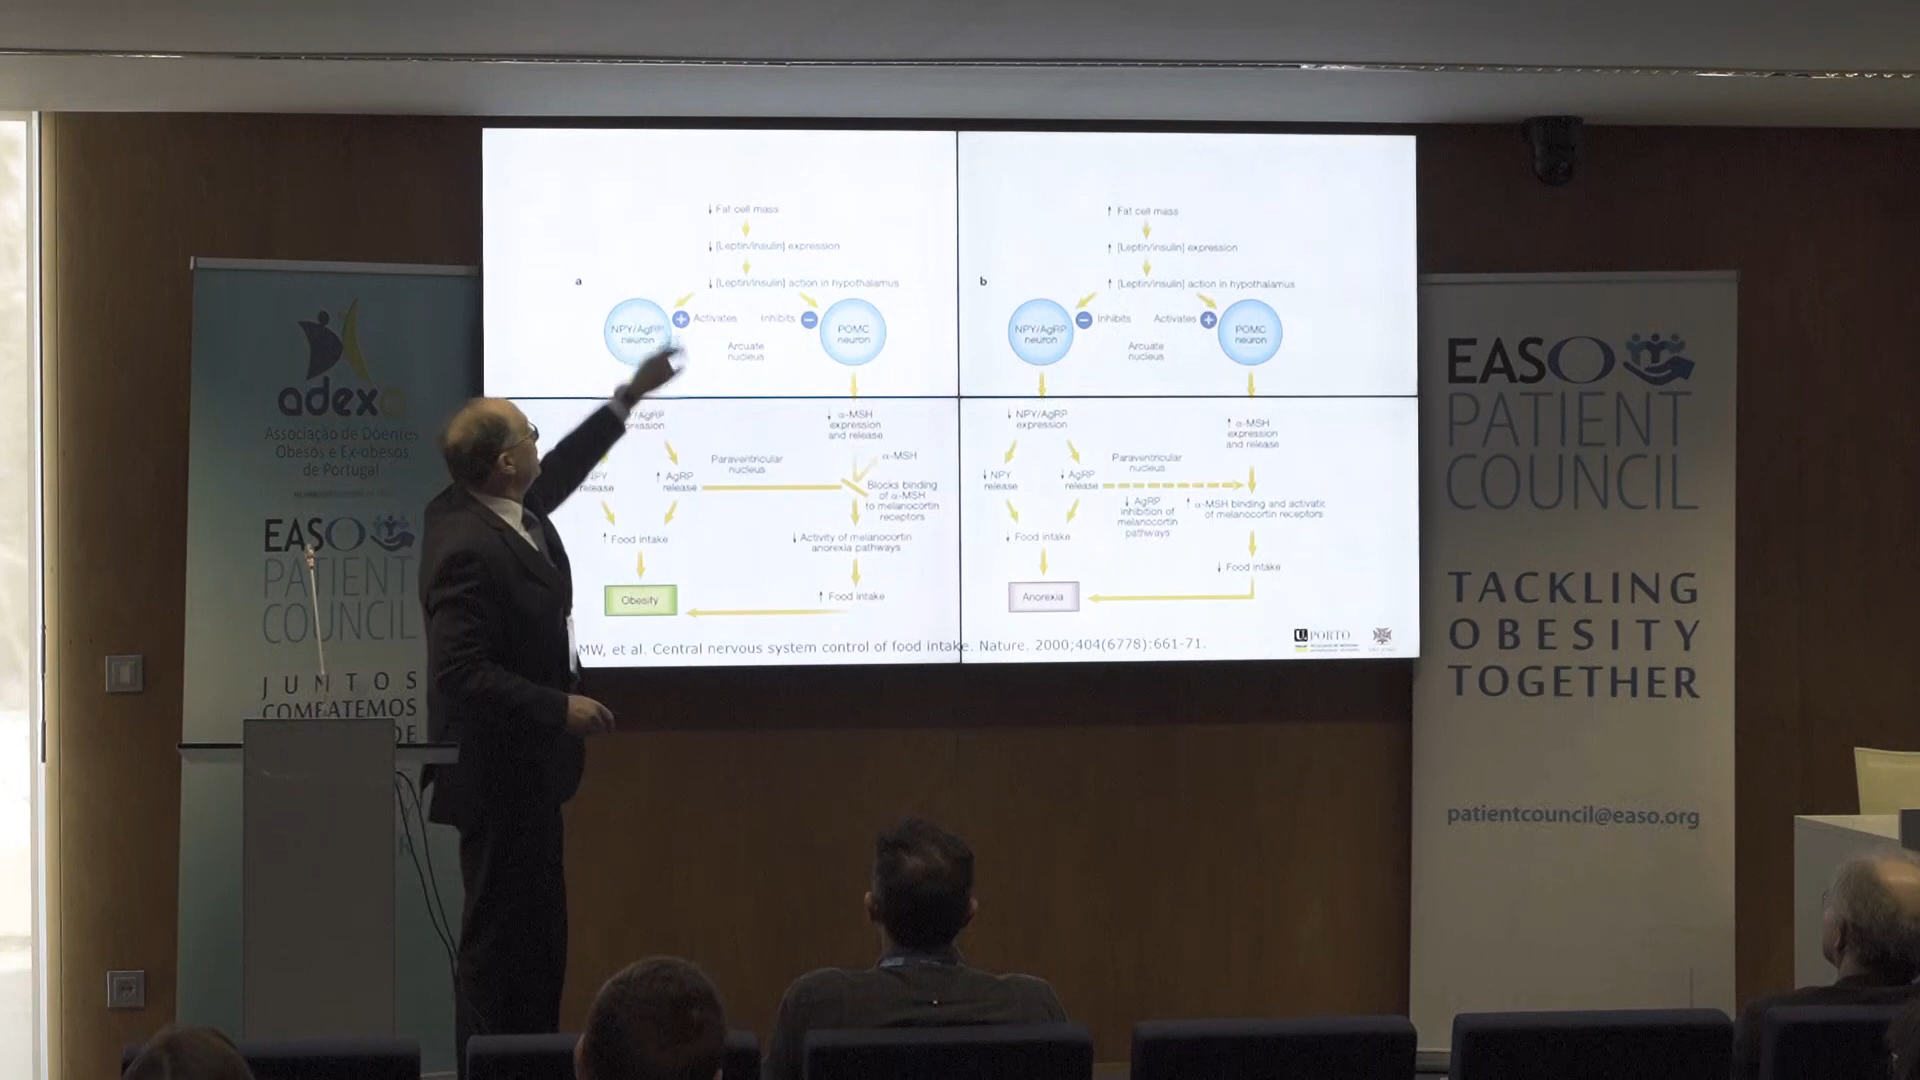 adexo
Associação de Doentes
Obesos e Ex-obesos
de Portugal
EASO
PATIENT
COUNCIL
JUNTOS
COMBATEMOS
DE
R
↓ Fat cell mass
↓ [Leptin/insulin] expression
a
↓ [Leptin/insulin] action in hypothalamus
NPY/AgRP
neuron
+ Activates
Inhibits −
POMC
neuron
Arcuate
nucleus
Y/AgRP
ression
↓ α-MSH
expression
and release
NPY
release
↑ AgRP
release
Paraventricular
nucleus
α-MSH
Blocks binding
of α-MSH
to melanocortin
receptors
↑ Food intake
↓ Activity of melanocortin
anorexia pathways
Obesity
↑ Food intake
↑ Fat cell mass
↑ [Leptin/insulin] expression
b
↑ [Leptin/insulin] action in hypothalamus
NPY/AgRP
neuron
− Inhibits
Activates +
POMC
neuron
Arcuate
nucleus
↓ NPY/AgRP
expression
↑ α-MSH
expression
and release
↓ NPY
release
↓ AgRP
release
Paraventricular
nucleus
↓ AgRP
inhibition of
melanocortin
pathways
↑ α-MSH binding and activatic
of melanocortin receptors
↓ Food intake
↓ Food intake
Anorexia
MW, et al. Central nervous system control of food intake. Nature. 2000;404(6778):661-71.
U. PORTO
EASO
PATIENT
COUNCIL
TACKLING
OBESITY
TOGETHER
patientcouncil@easo.org